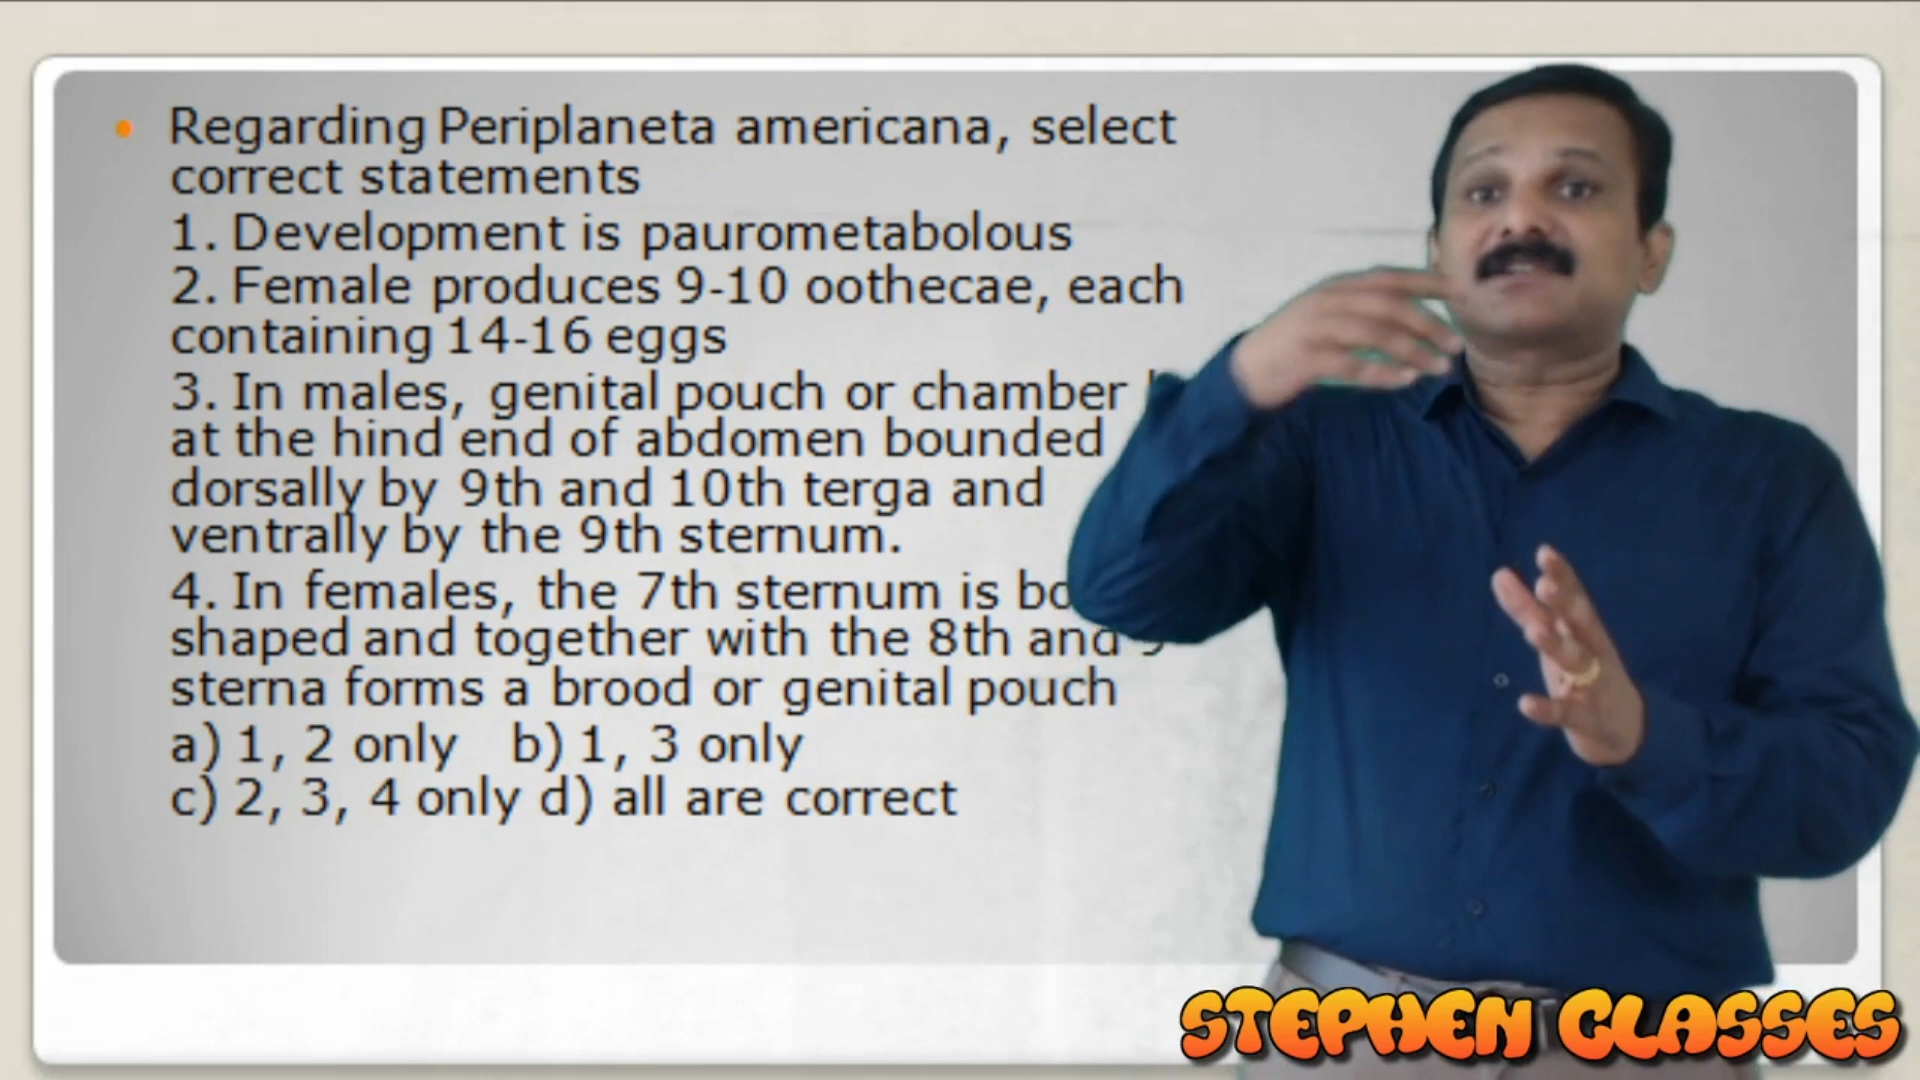 Regarding Periplaneta americana, select
correct statements
1. Development is paurometabolous
2. Female produces 9-10 oothecae, each
containing 14-16 eggs
3. In males, genital pouch or chamber
at the hind end of abdomen bounded
dorsally by 9th and 10th terga and
ventrally by the 9th sternum.
4. In females, the 7th sternum is
shaped and together with the 8th and
sterna forms a brood or genital pouch
a) 1, 2 only b) 1, 3 only
c) 2, 3, 4 only d) all are correct
STEPHEN CLASSES